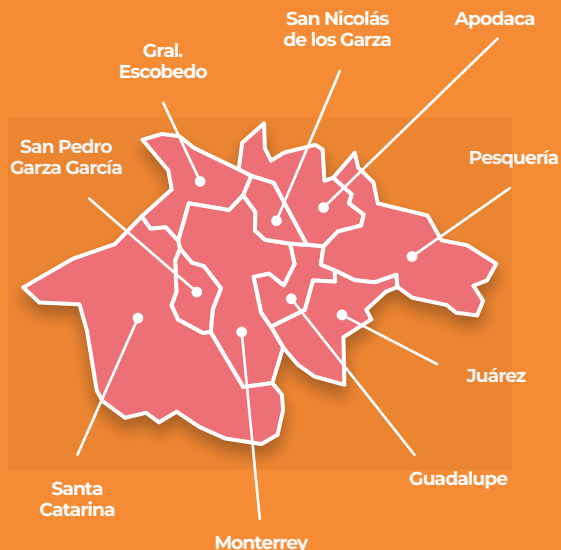 San Nicolás
de los Garza
Apodaca
Gral.
Escobedo
San Pedro
Garza García
Pesquería
Juárez
Guadalupe
Santa
Catarina
Monterrey